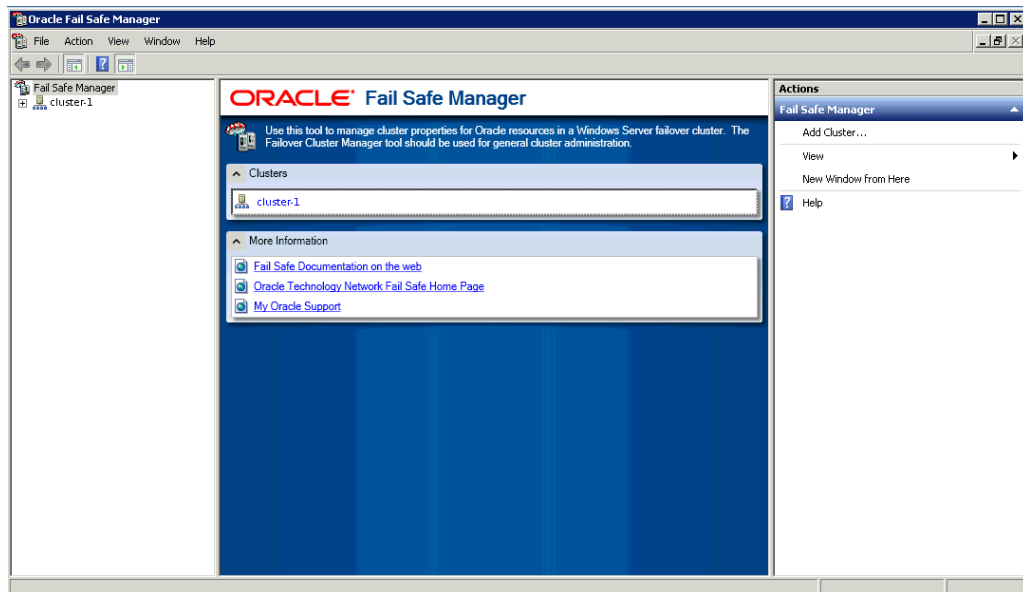 Oracle Fail Safe Manager
File Action View Window Help
Fail Safe Manager
cluster-1
ORACLE Fail Safe Manager
Use this tool to manage cluster properties for Oracle resources in a Windows Server failover cluster. The
Failover Cluster Manager tool should be used for general cluster administration.
Clusters
cluster-1
More Information
Fail Safe Documentation on the web
Oracle Technology Network Fail Safe Home Page
My Oracle Support
Actions
Fail Safe Manager
Add Cluster...
View
New Window from Here
Help